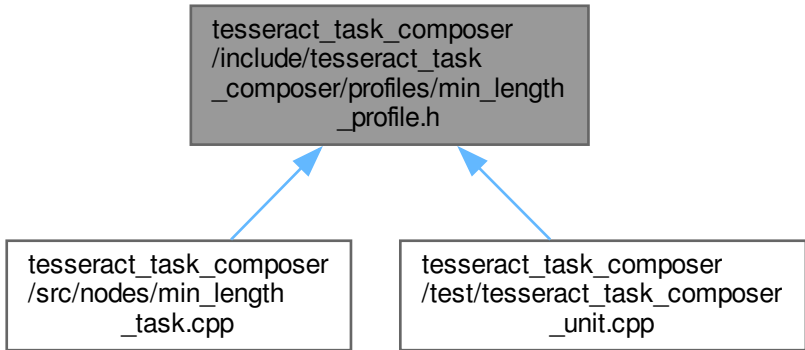 tesseract_task_composer
/include/tesseract_task
_composer/profiles/min_length
_profile.h
tesseract_task_composer
/src/nodes/min_length
_task.cpp
tesseract_task_composer
/test/tesseract_task_composer
_unit.cpp